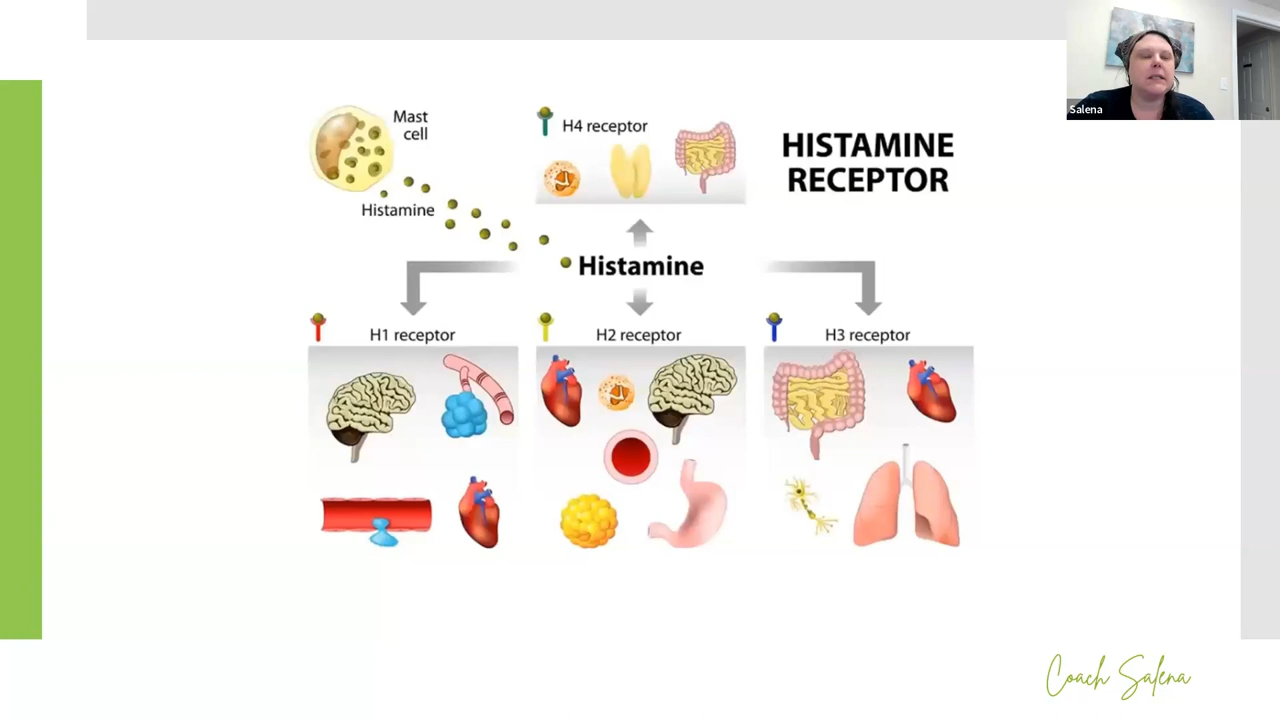 Salena
Mast
cell
Histamine
H4 receptor
HISTAMINE
RECEPTOR
Histamine
H1 receptor
H2 receptor
H3 receptor
Coach Salena